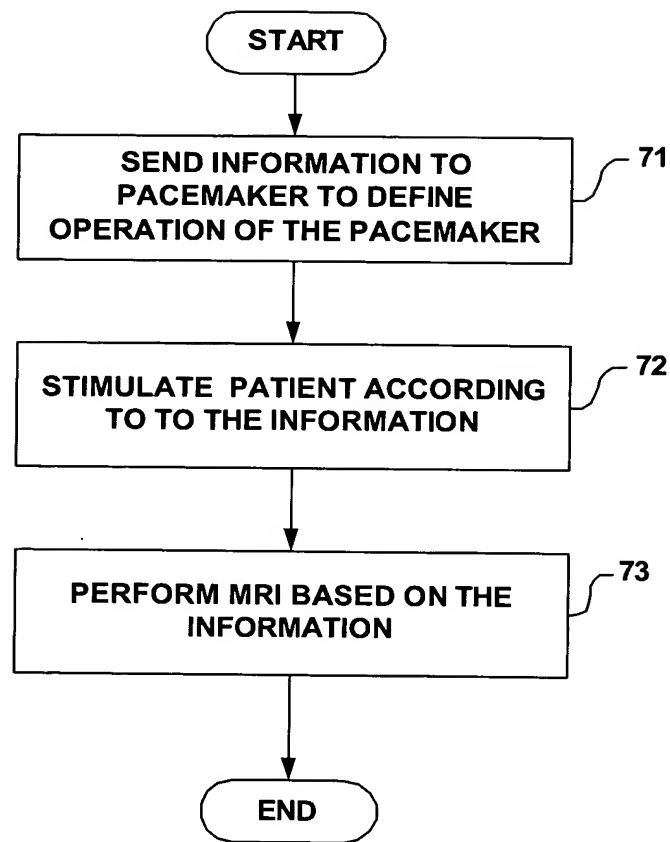 START
SEND INFORMATION TO
PACEMAKER TO DEFINE
OPERATION OF THE PACEMAKER
71
STIMULATE PATIENT ACCORDING
TO TO THE INFORMATION
72
PERFORM MRI BASED ON THE
INFORMATION
73
END